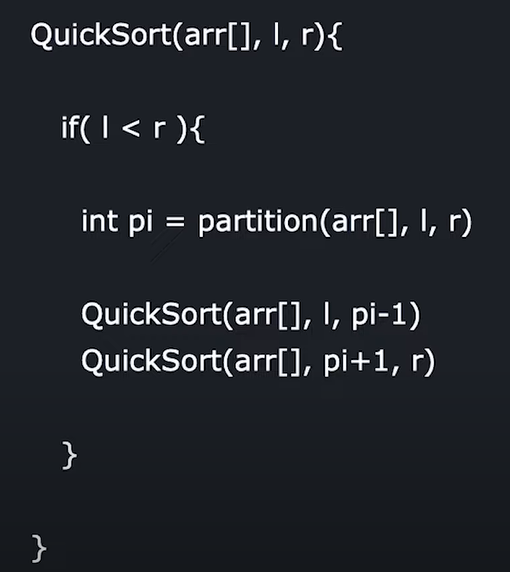 QuickSort(arr[], l, r){
if( l < r ){
int pi = partition(arr[], l, r)
QuickSort(arr[], l, pi-1)
QuickSort(arr[], pi+1, r)
}
}